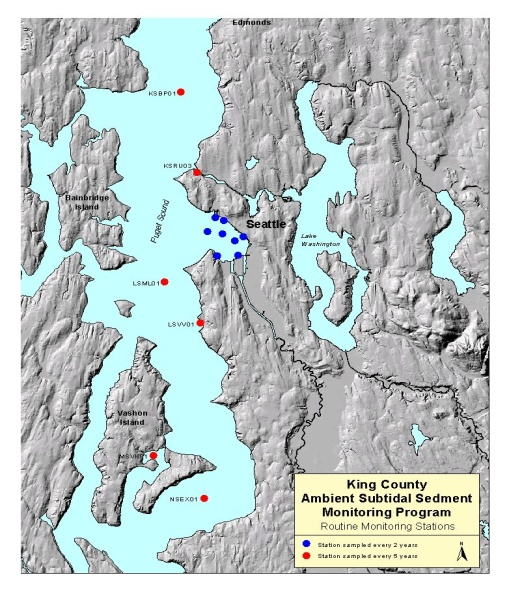 Edmonds
KSBP01
KSRU03
Bainbridge
Island
Puget Sound
Seattle
Lake
Washington
LSML01
LSVV01
Vashon
Island
NSEX01
King County
Ambient Subtidal Sediment
Monitoring Program
Routine Monitoring Stations
Station sampled every 2 years
Station sampled every 5 years
N